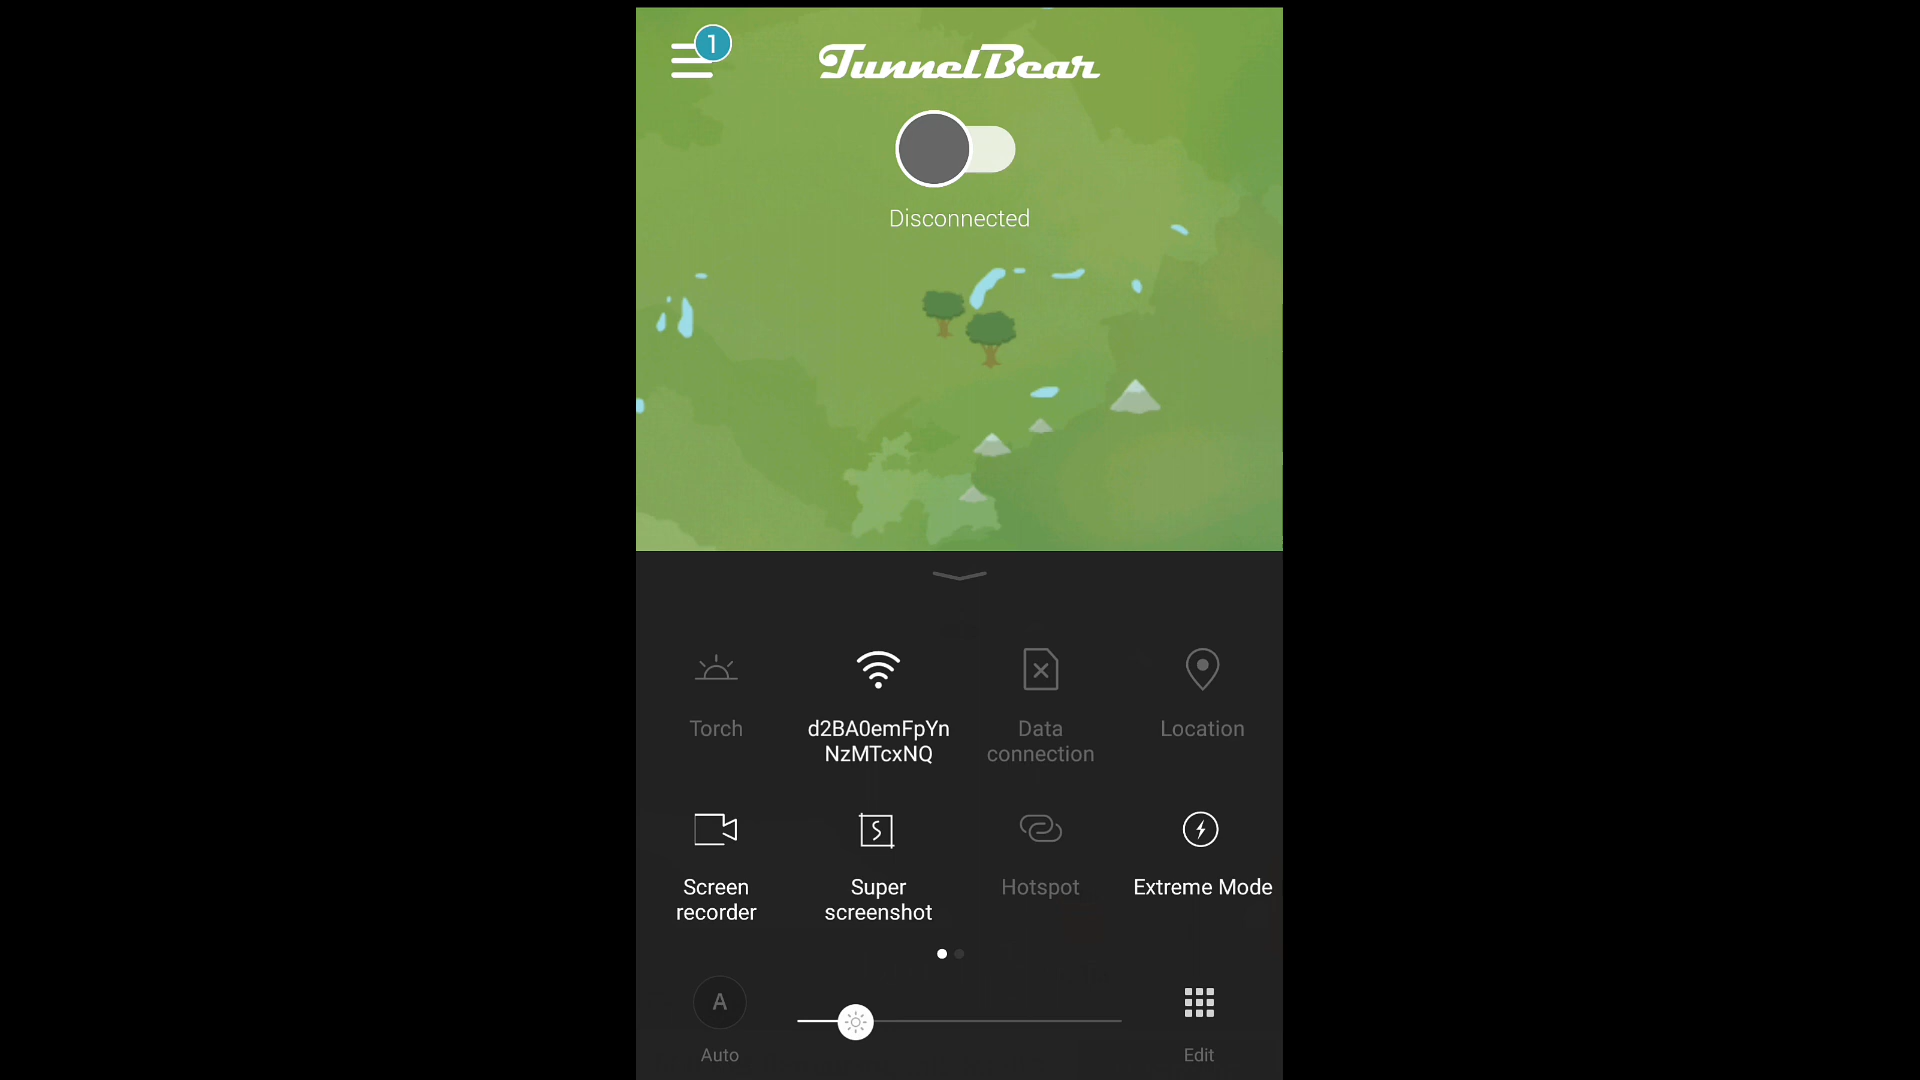 1
TunnelBear
Disconnected
Torch
d2BA0emFpYn
NzMTcxNQ
Data
connection
Location
Screen
recorder
Super
screenshot
Hotspot
Extreme Mode
A
Auto
Edit